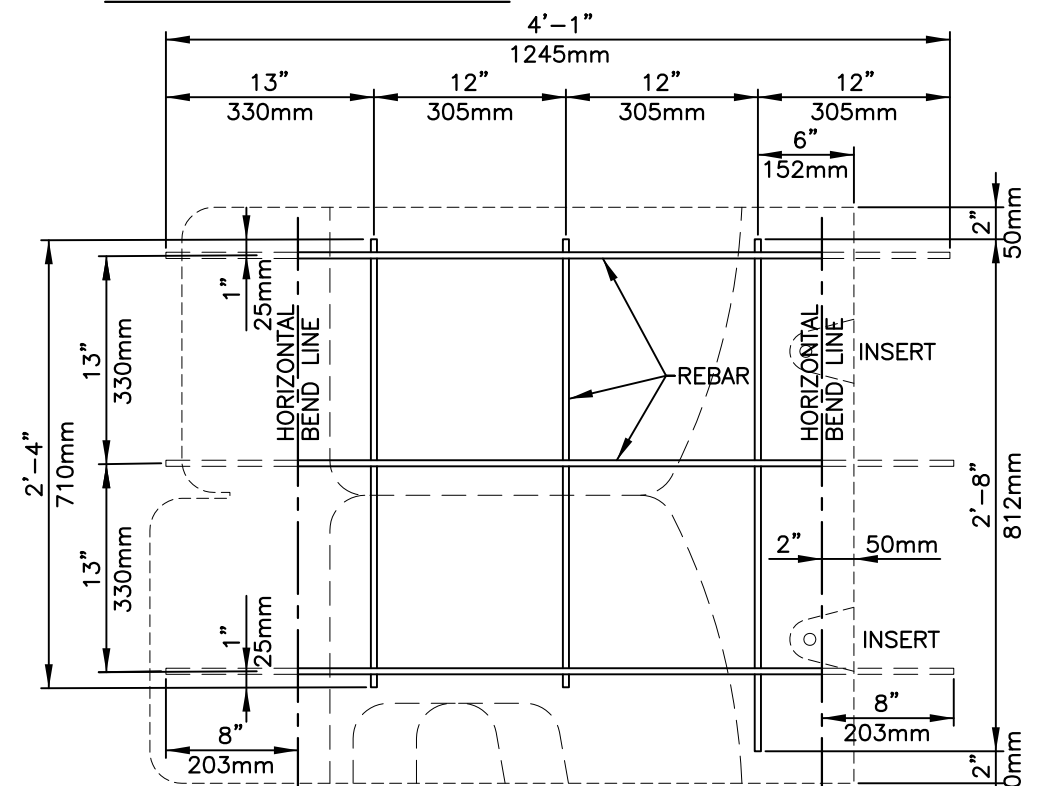 4'-1"
1245mm
13"
12"
12"
12"
330mm
305mm
305mm
305mm
6"
152mm
2"
50mm
1"
25mm
HORIZONTAL
BEND LINE
HORIZONTAL
BEND LINE
INSERT
REBAR
13"
330mm
2'-4"
710mm
2'-8"
812mm
13"
330mm
2"
50mm
1"
25mm
INSERT
8"
203mm
8"
203mm
2"
0mm